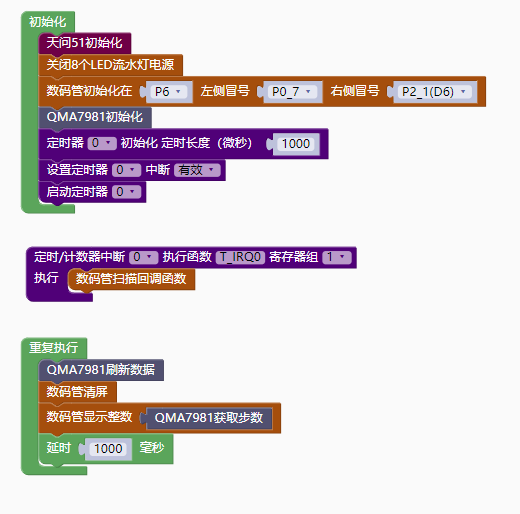 初始化
天问51初始化
关闭8个LED流水灯电源
数码管初始化在 P6 左侧冒号 P0_7 右侧冒号 P2_1(D6)
QMA7981初始化
定时器 0 初始化 定时长度（微秒） 1000
设置定时器 0 中断 有效
启动定时器 0
定时/计数器中断 0 执行函数 T_IRQ0 寄存器组 1
执行 数码管扫描回调函数
重复执行
QMA7981刷新数据
数码管清屏
数码管显示整数 QMA7981获取步数
延时 1000 毫秒